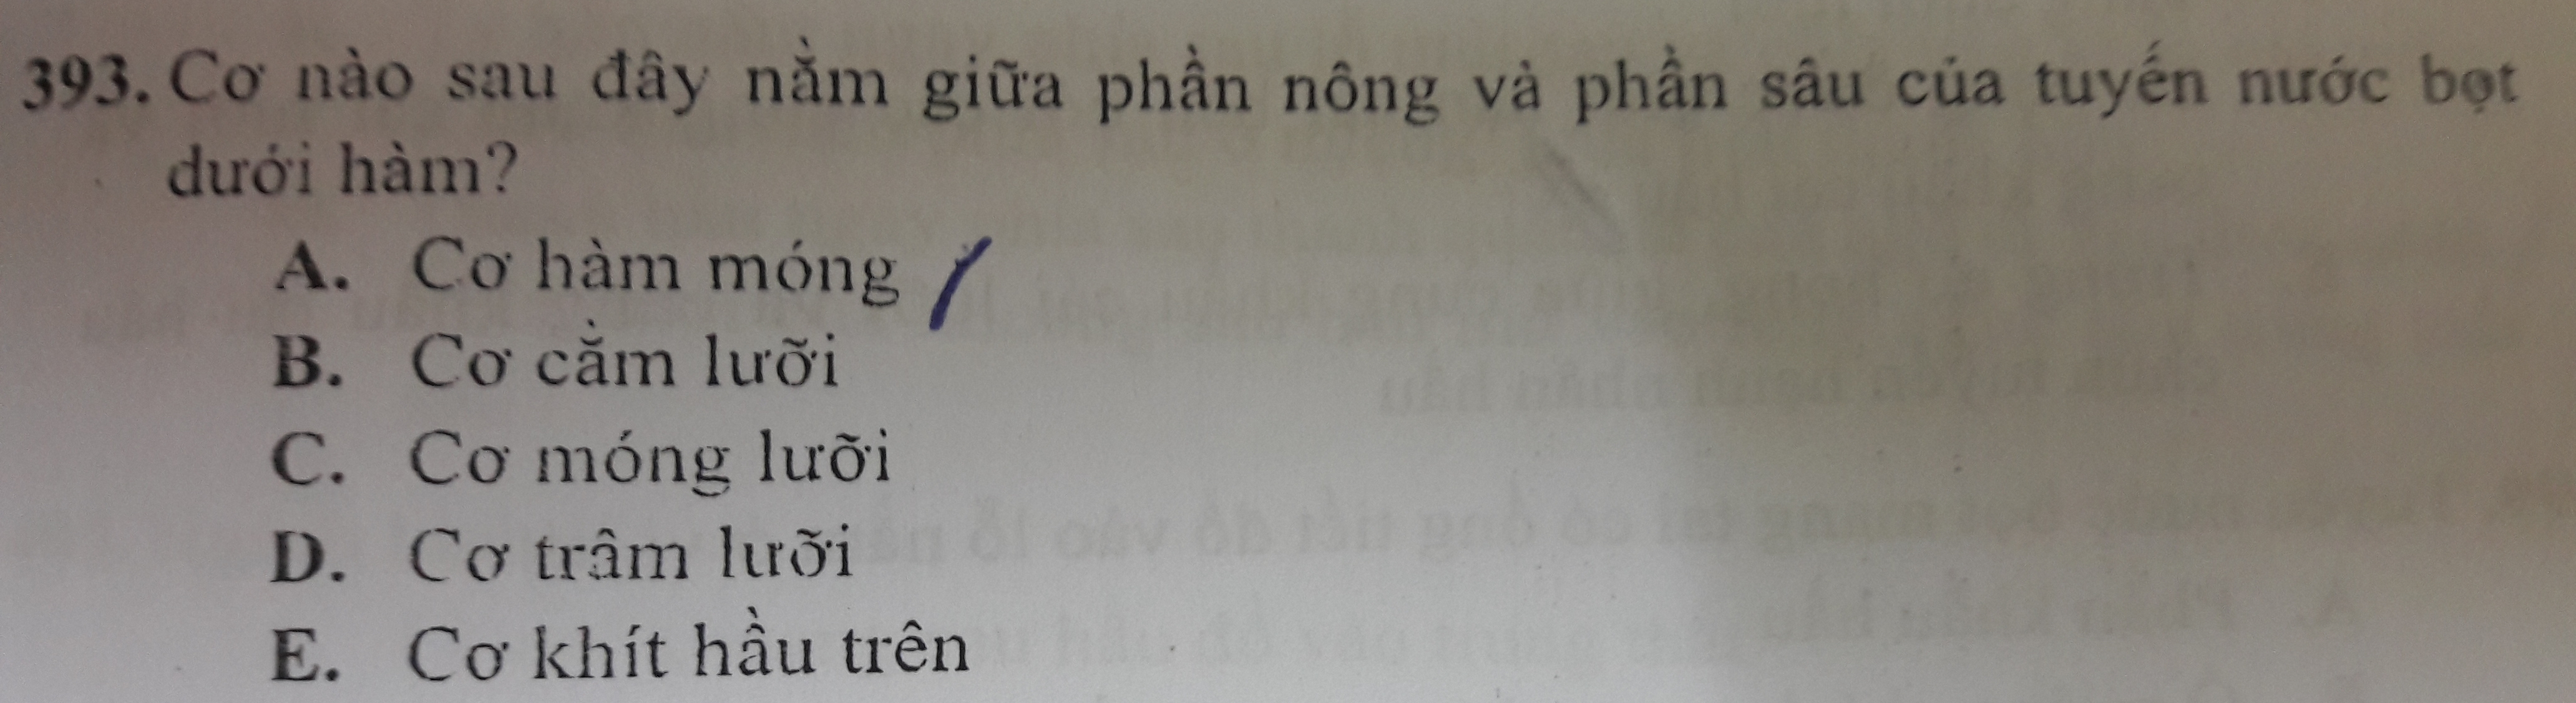 393. Cơ nào sau đây nằm giữa phần nông và phần sâu của tuyến nước bọt
dưới hàm?
A. Cơ hàm móng
B. Cơ cằm lưỡi
C. Cơ móng lưỡi
D. Cơ trâm lưỡi
E. Cơ khít hầu trên